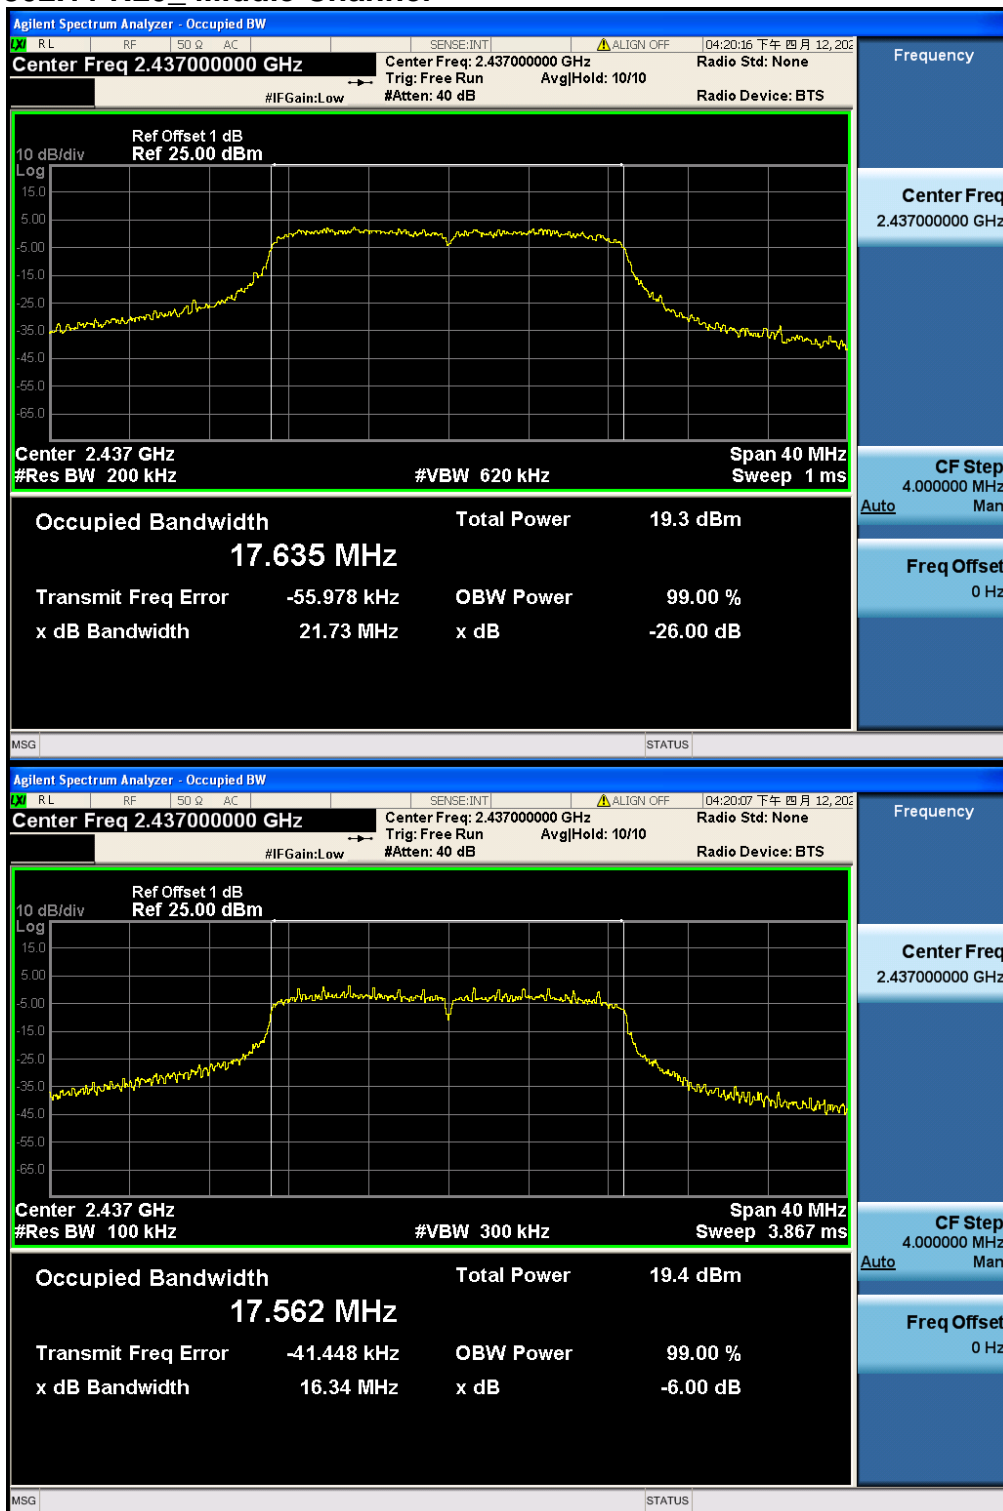 Agilent Spectrum Analyzer - Occupied BW
LXI RL RF 50 Ω AC SENSE:INT ALIGN OFF 04:20:16 下午 四月 12, 202
Center Freq 2.437000000 GHz
Center Freq: 2.437000000 GHz Radio Std: None
Trig: Free Run Avg|Hold: 10/10
#IFGain:Low #Atten: 40 dB Radio Device: BTS
Frequency
Ref Offset 1 dB
10 dB/div Ref 25.00 dBm
Log
15.0
5.00
-5.00
-15.0
-25.0
-35.0
-45.0
-55.0
-65.0
Center Freq
2.437000000 GHz
Center 2.437 GHz Span 40 MHz
#Res BW 200 kHz #VBW 620 kHz Sweep 1 ms
CF Step
4.000000 MHz
Auto Man
Occupied Bandwidth Total Power 19.3 dBm
17.635 MHz
Freq Offset
0 Hz
Transmit Freq Error -55.978 kHz OBW Power 99.00 %
x dB Bandwidth 21.73 MHz x dB -26.00 dB
MSG STATUS
Agilent Spectrum Analyzer - Occupied BW
LXI RL RF 50 Ω AC SENSE:INT ALIGN OFF 04:20:07 下午 四月 12, 202
Center Freq 2.437000000 GHz
Center Freq: 2.437000000 GHz Radio Std: None
Trig: Free Run Avg|Hold: 10/10
#IFGain:Low #Atten: 40 dB Radio Device: BTS
Frequency
Ref Offset 1 dB
10 dB/div Ref 25.00 dBm
Log
15.0
5.00
-5.00
-15.0
-25.0
-35.0
-45.0
-55.0
-65.0
Center Freq
2.437000000 GHz
Center 2.437 GHz Span 40 MHz
#Res BW 100 kHz #VBW 300 kHz Sweep 3.867 ms
CF Step
4.000000 MHz
Auto Man
Occupied Bandwidth Total Power 19.4 dBm
17.562 MHz
Freq Offset
0 Hz
Transmit Freq Error -41.448 kHz OBW Power 99.00 %
x dB Bandwidth 16.34 MHz x dB -6.00 dB
MSG STATUS